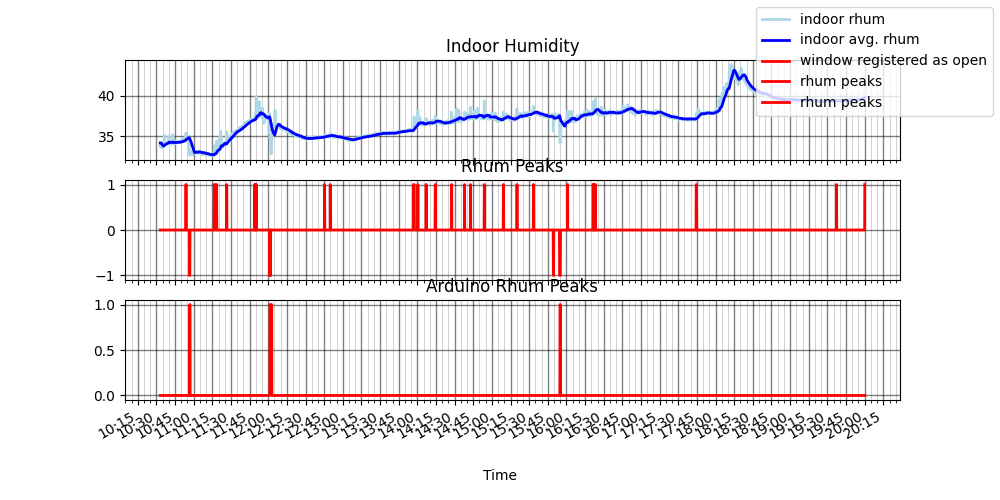 indoor rhum
indoor avg. rhum
window registered as open
rhum peaks
rhum peaks
Indoor Humidity
40
35
Rhum Peaks
1
0
−1
Arduino Rhum Peaks
1.0
0.5
0.0
10:15 10:30 10:45 11:00 11:15 11:30 11:45 12:00 12:15 12:30 12:45 13:00 13:15 13:30 13:45 14:00 14:15 14:30 14:45 15:00 15:15 15:30 15:45 16:00 16:15 16:30 16:45 17:00 17:15 17:30 17:45 18:00 18:15 18:30 18:45 19:00 19:15 19:30 19:45 20:00 20:15
Time